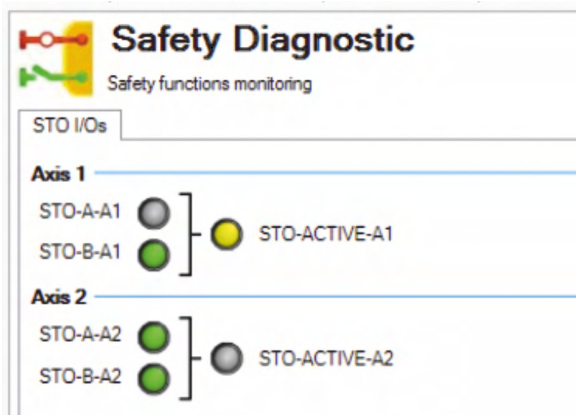 Safety Diagnostic
Safety functions monitoring
STO I/Os
Axis 1
STO-A-A1
STO-B-A1
STO-ACTIVE-A1
Axis 2
STO-A-A2
STO-B-A2
STO-ACTIVE-A2